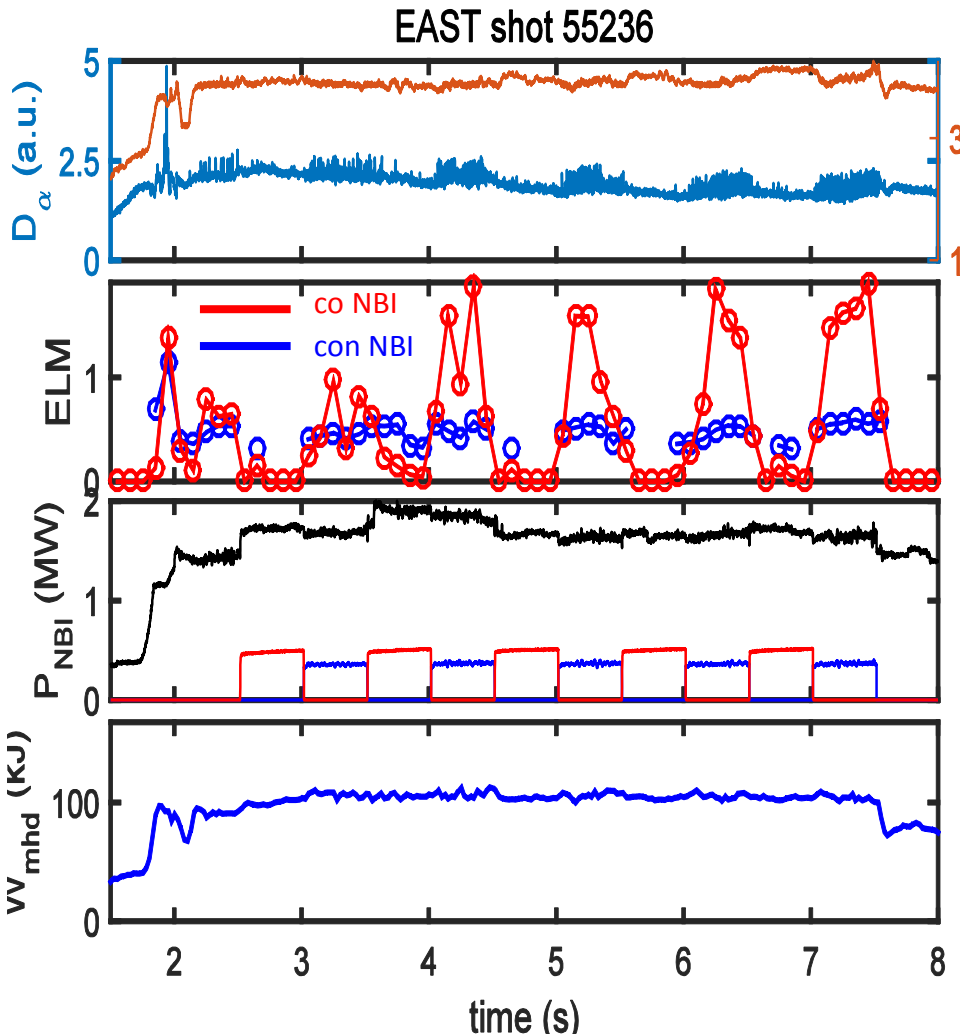 EAST shot 55236
5
2.5
0
D_α (a.u.)
3
1
co NBI
con NBI
1
0
ELM
2
1
0
P_NBI (MW)
100
0
W_mhd (KJ)
2 3 4 5 6 7 8
time (s)